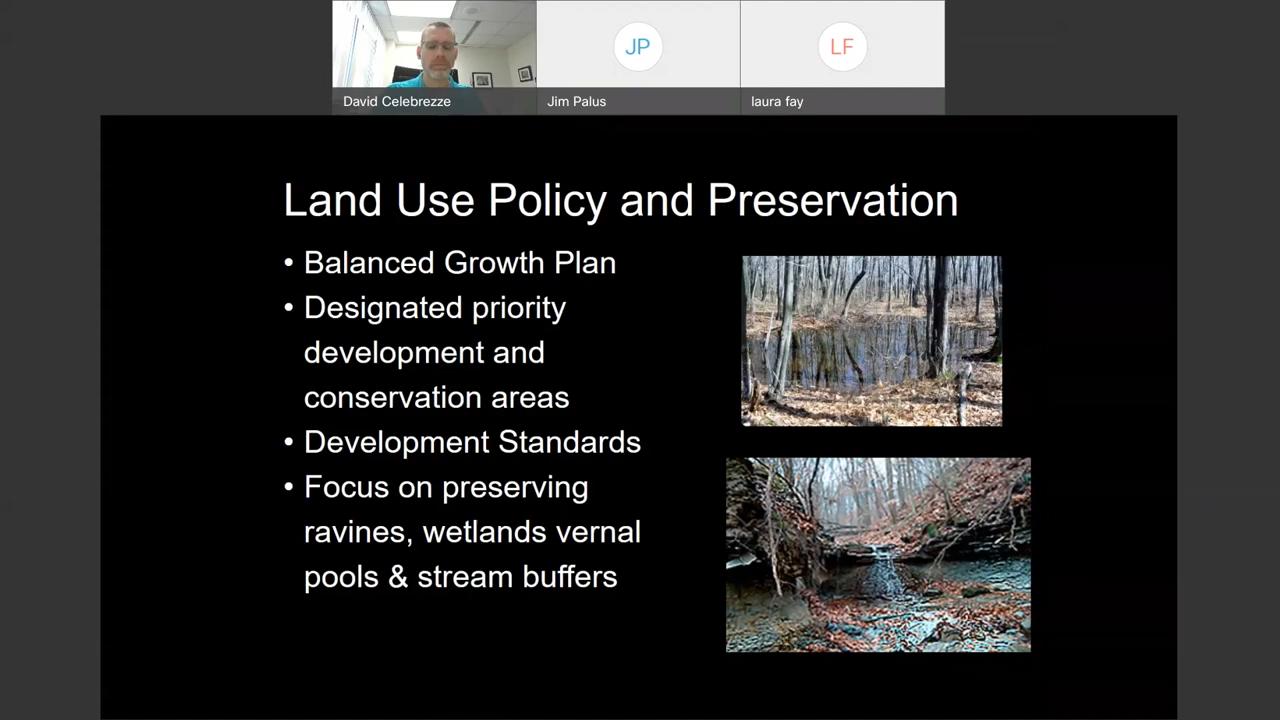 JP
LF
David Celebrezze
Jim Palus
laura fay
Land Use Policy and Preservation
• Balanced Growth Plan
• Designated priority
development and
conservation areas
• Development Standards
• Focus on preserving
ravines, wetlands vernal
pools & stream buffers